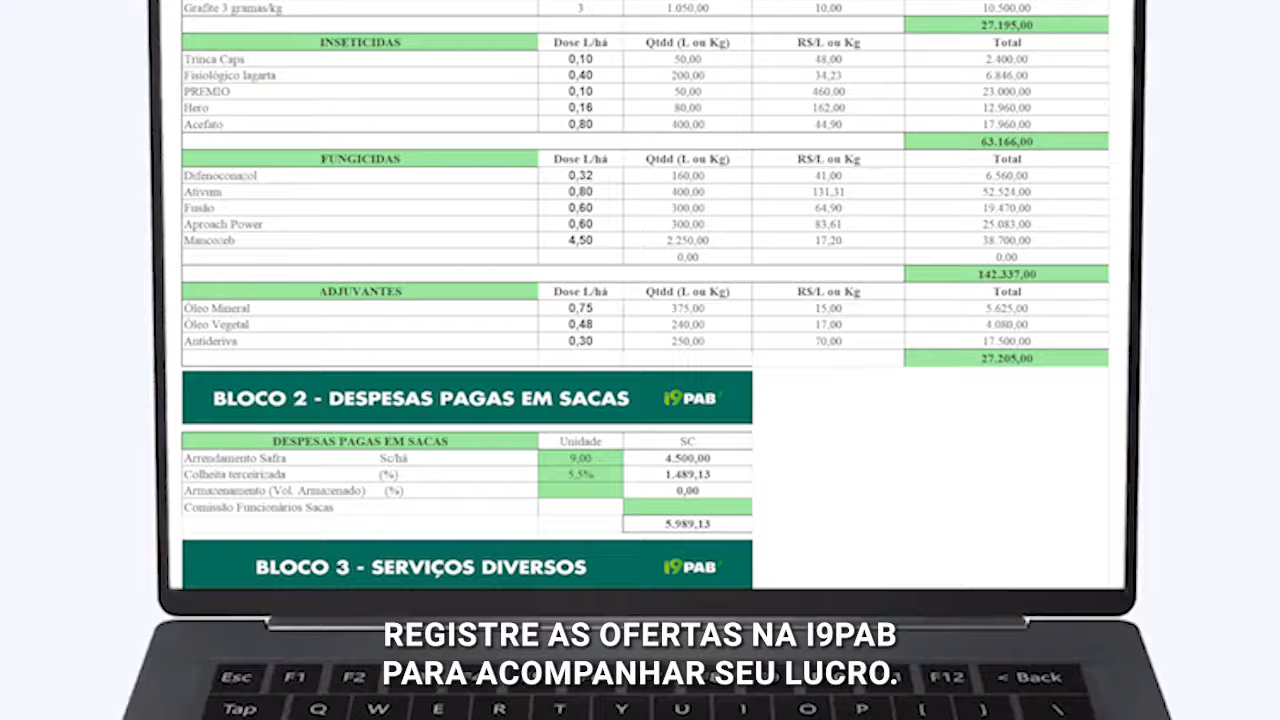 Grafite 3 gramas/kg 3 1.050,00 10,00 10.500,00
27.195,00
INSETICIDAS Dose L/há Qtdd (L ou Kg) R$/L ou Kg Total
Trinca Caps 0,10 50,00 48,00 2.400,00
Fisiológico lagarta 0,40 200,00 34,23 6.846,00
PREMIO 0,10 50,00 460,00 23.000,00
Hero 0,16 80,00 162,00 12.960,00
Acefato 0,80 400,00 44,90 17.960,00
63.166,00
FUNGICIDAS Dose L/há Qtdd (L ou Kg) R$/L ou Kg Total
Difenoconazol 0,32 160,00 41,00 6.560,00
Ativum 0,80 400,00 131,31 52.524,00
Fusão 0,60 300,00 64,90 19.470,00
Aproach Power 0,60 300,00 83,61 25.083,00
Mancozeb 4,50 2.250,00 17,20 38.700,00
0,00 0,00
142.337,00
ADJUVANTES Dose L/há Qtdd (L ou Kg) R$/L ou Kg Total
Óleo Mineral 0,75 375,00 15,00 5.625,00
Óleo Vegetal 0,48 240,00 17,00 4.080,00
Antideriva 0,30 250,00 70,00 17.500,00
27.205,00
BLOCO 2 - DESPESAS PAGAS EM SACAS i9PAB
DESPESAS PAGAS EM SACAS Unidade SC
Arrendamento Safra Sc/há 9,00 4.500,00
Colheita terceirizada (%) 5,5% 1.489,13
Armazenamento (Vol. Armazenado) (%) 0,00
Comissão Funcionários Sacas
5.989,13
BLOCO 3 - SERVIÇOS DIVERSOS i9PAB
REGISTRE AS OFERTAS NA I9PAB
PARA ACOMPANHAR SEU LUCRO.
Esc F1 F2 F12 < Back
Tap Q W E R T Y U I O P [ ] \